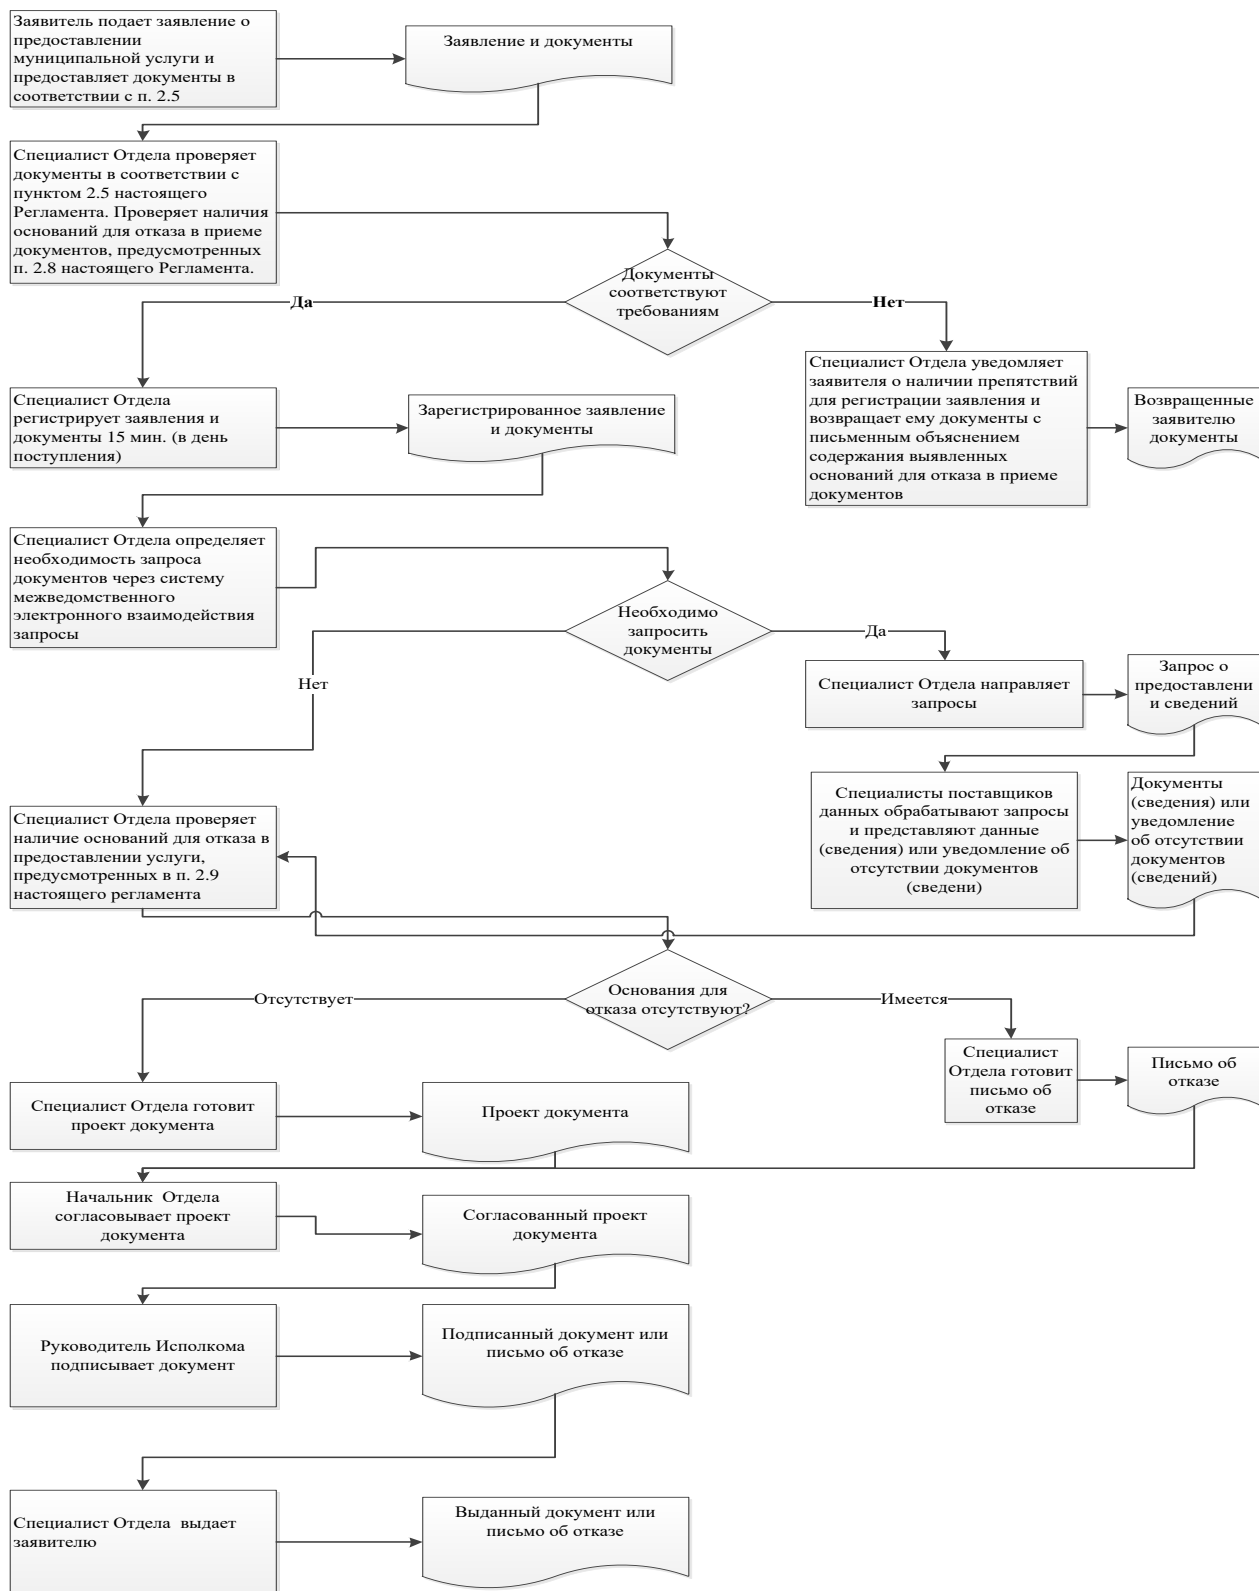 Заявитель подает заявление о
предоставлении
муниципальной услуги и
предоставляет документы в
соответствии с п. 2.5
Заявление и документы
Специалист Отдела проверяет
документы в соответствии с
пунктом 2.5 настоящего
Регламента. Проверяет наличия
оснований для отказа в приеме
документов, предусмотренных
п. 2.8 настоящего Регламента.
Документы
соответствуют
требованиям
Да
Нет
Специалист Отдела
регистрирует заявления и
документы 15 мин. (в день
поступления)
Зарегистрированное заявление
и документы
Специалист Отдела уведомляет
заявителя о наличии препятствий
для регистрации заявления и
возвращает ему документы с
письменным объяснением
содержания выявленных
оснований для отказа в приеме
документов
Возвращенные
заявителю
документы
Специалист Отдела определяет
необходимость запроса
документов через систему
межведомственного
электронного взаимодействия
запросы
Необходимо
запросить
документы
Да
Нет
Специалист Отдела направляет
запросы
Запрос о
предоставлени
и сведений
Специалисты поставщиков
данных обрабатывают запросы
и представляют данные
(сведения) или уведомление об
отсутствии документов
(сведени)
Документы
(сведения) или
уведомление
об отсутствии
документов
(сведений)
Специалист Отдела проверяет
наличие оснований для отказа в
предоставлении услуги,
предусмотренных в п. 2.9
настоящего регламента
Основания для
отказа отсутствуют?
Отсутствует
Имеется
Специалист
Отдела готовит
письмо об
отказе
Письмо об
отказе
Специалист Отдела готовит
проект документа
Проект документа
Начальник  Отдела
согласовывает проект
документа
Согласованный проект
документа
Руководитель Исполкома
подписывает документ
Подписанный документ или
письмо об отказе
Специалист Отдела  выдает
заявителю
Выданный документ или
письмо об отказе